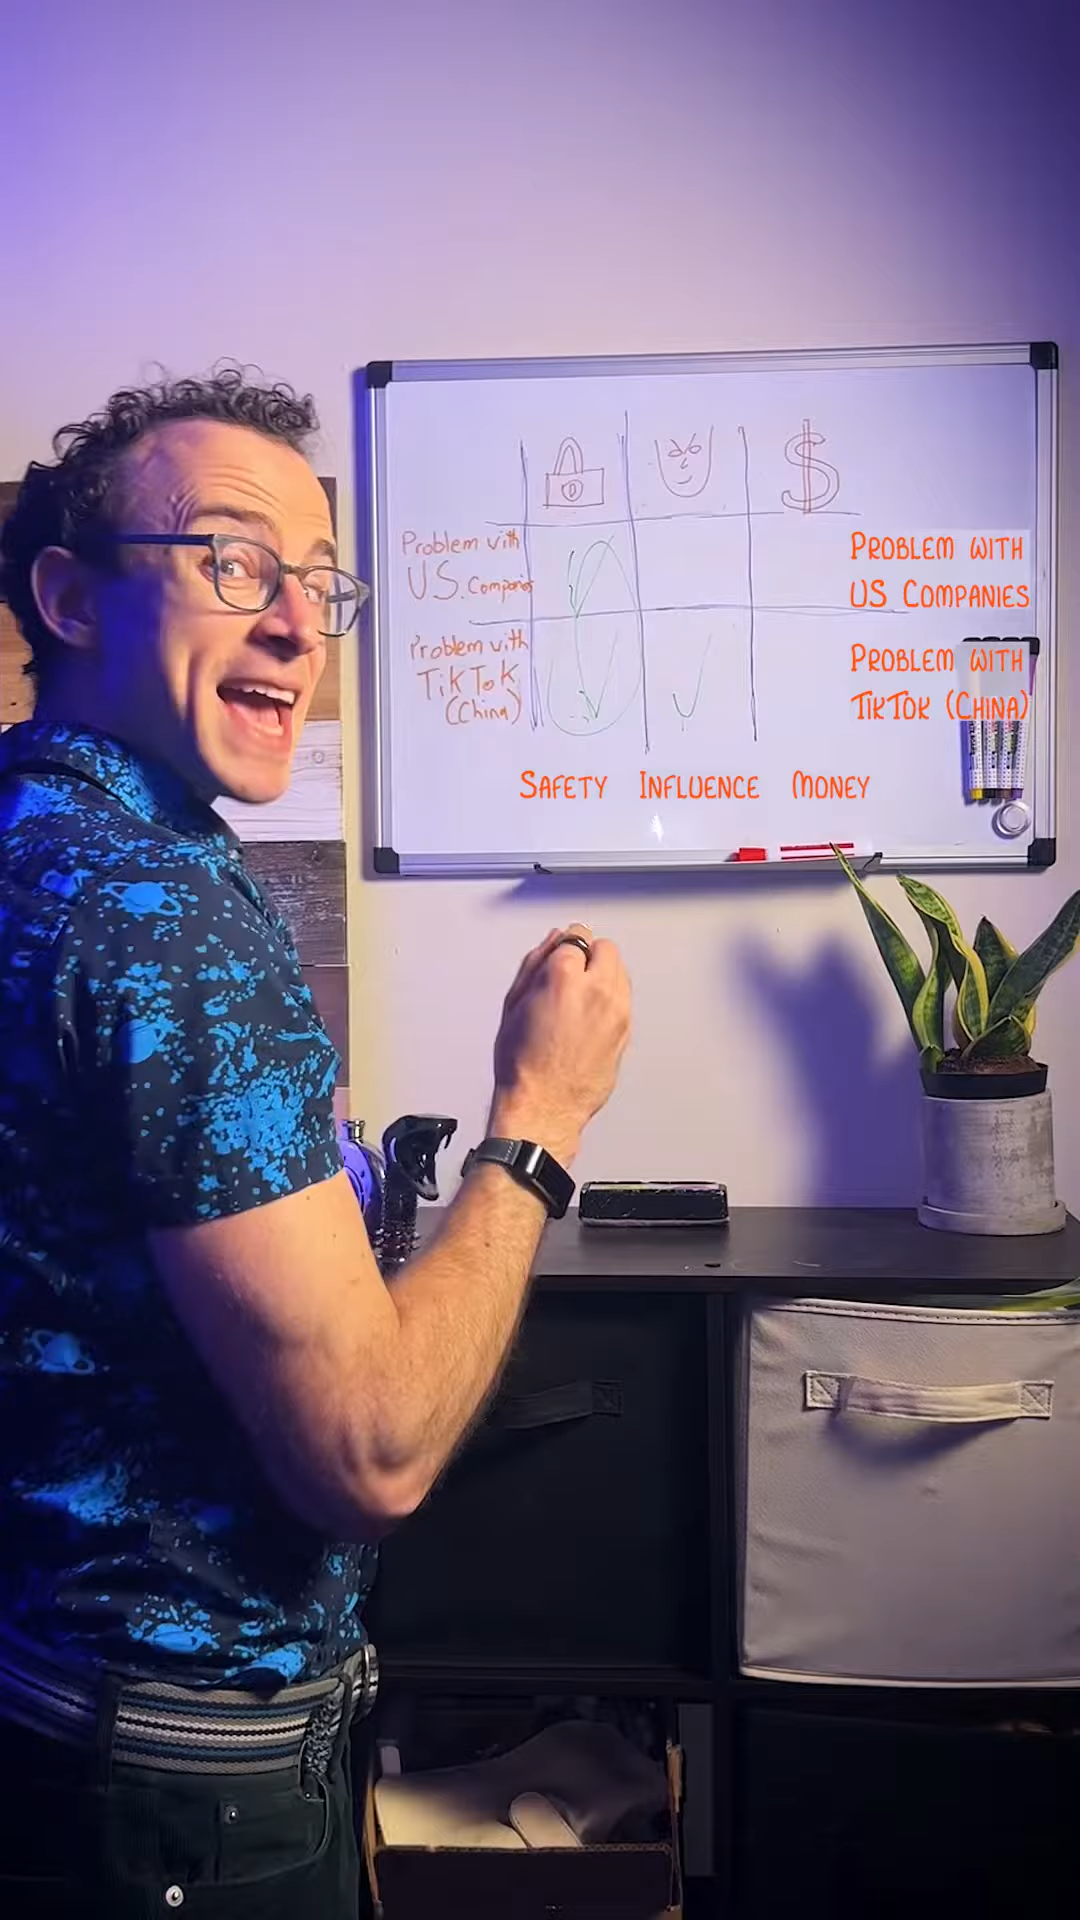 $
Problem with
U.S. Companies
Problem with
TikTok
(China)
PROBLEM WITH
US COMPANIES
PROBLEM WITH
TIKTOK (CHINA)
SAFETY INFLUENCE MONEY